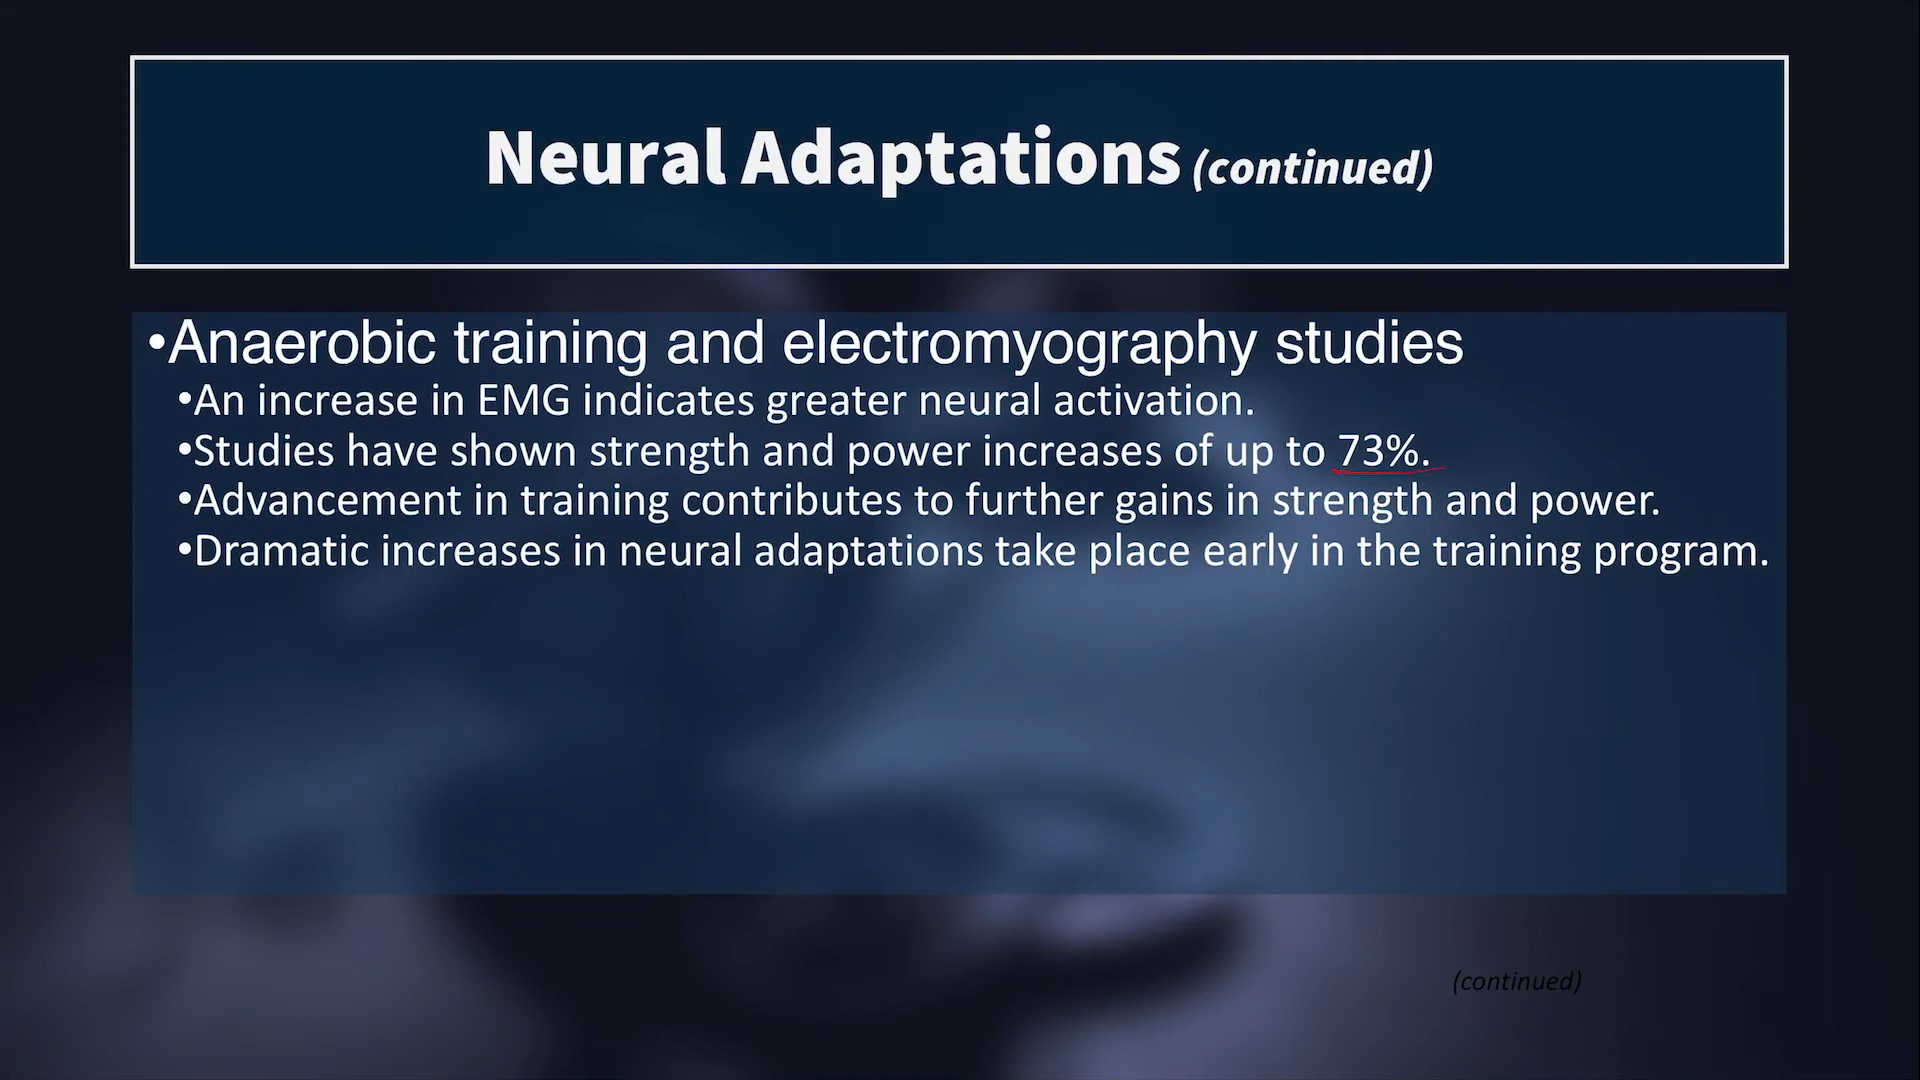 Neural Adaptations (continued)
•Anaerobic training and electromyography studies
•An increase in EMG indicates greater neural activation.
•Studies have shown strength and power increases of up to 73%.
•Advancement in training contributes to further gains in strength and power.
•Dramatic increases in neural adaptations take place early in the training program.
(continued)